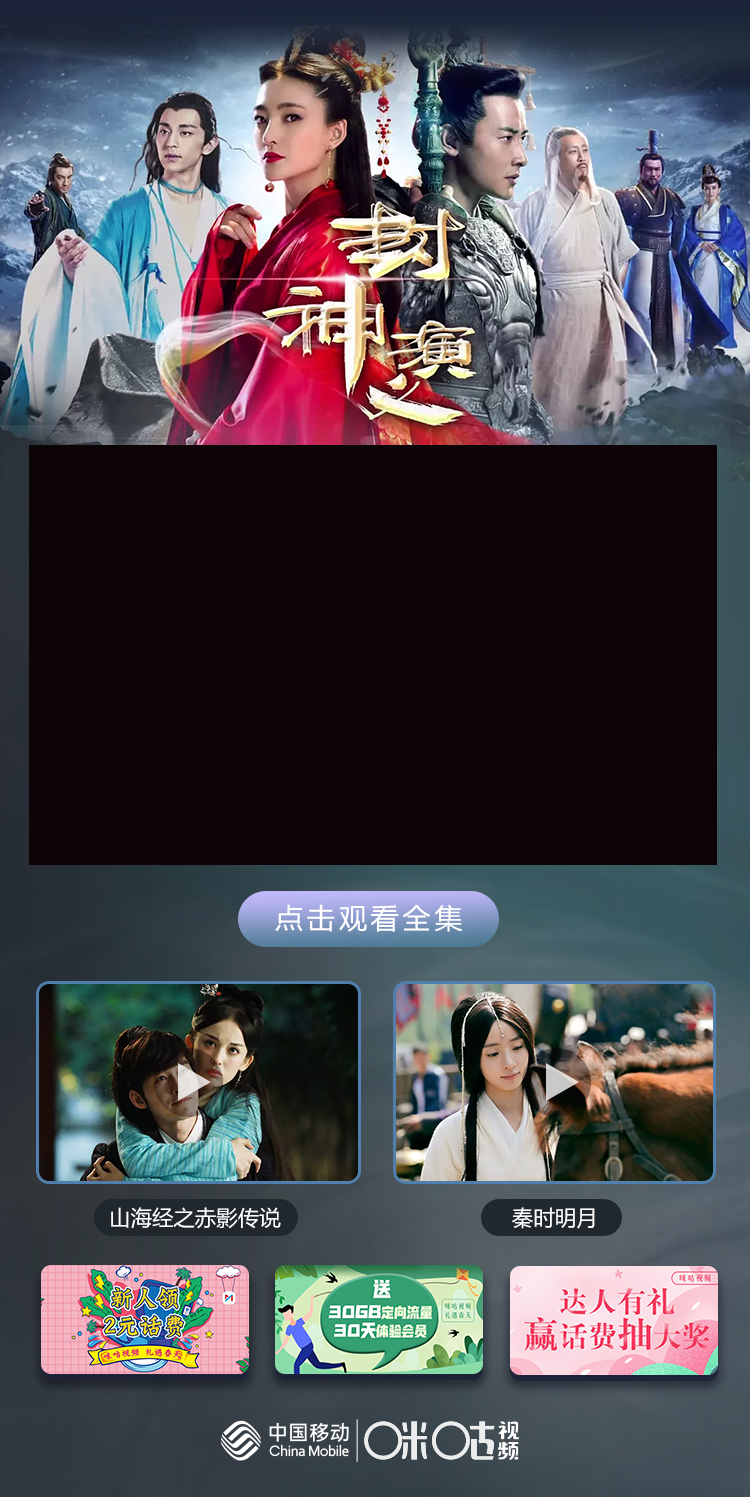 封
神
演
义
点击观看全集
山海经之赤影传说
秦时明月
新人领
2元话费
咪咕视频 礼遇春天
送
30GB定向流量
30天体验会员
咪咕视频
礼遇春天
咪咕视频
达人有礼
赢话费抽大奖
中国移动
China Mobile
咪咕视频